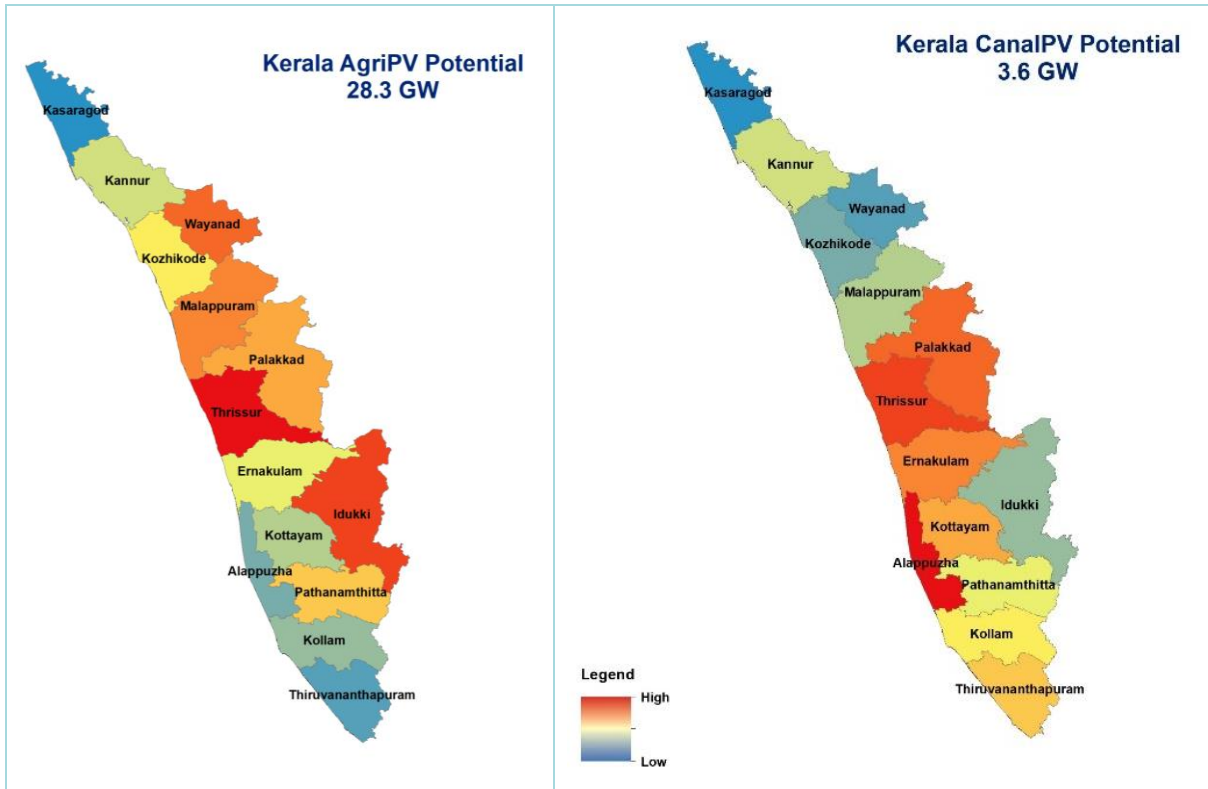 Kerala AgriPV Potential
28.3 GW
Kasaragod
Kannur
Wayanad
Kozhikode
Malappuram
Palakkad
Thrissur
Ernakulam
Idukki
Kottayam
Alappuzha
Pathanamthitta
Kollam
Thiruvananthapuram
Kerala CanalPV Potential
3.6 GW
Kasaragod
Kannur
Wayanad
Kozhikode
Malappuram
Palakkad
Thrissur
Ernakulam
Idukki
Kottayam
Alappuzha
Pathanamthitta
Kollam
Thiruvananthapuram
Legend
High
Low